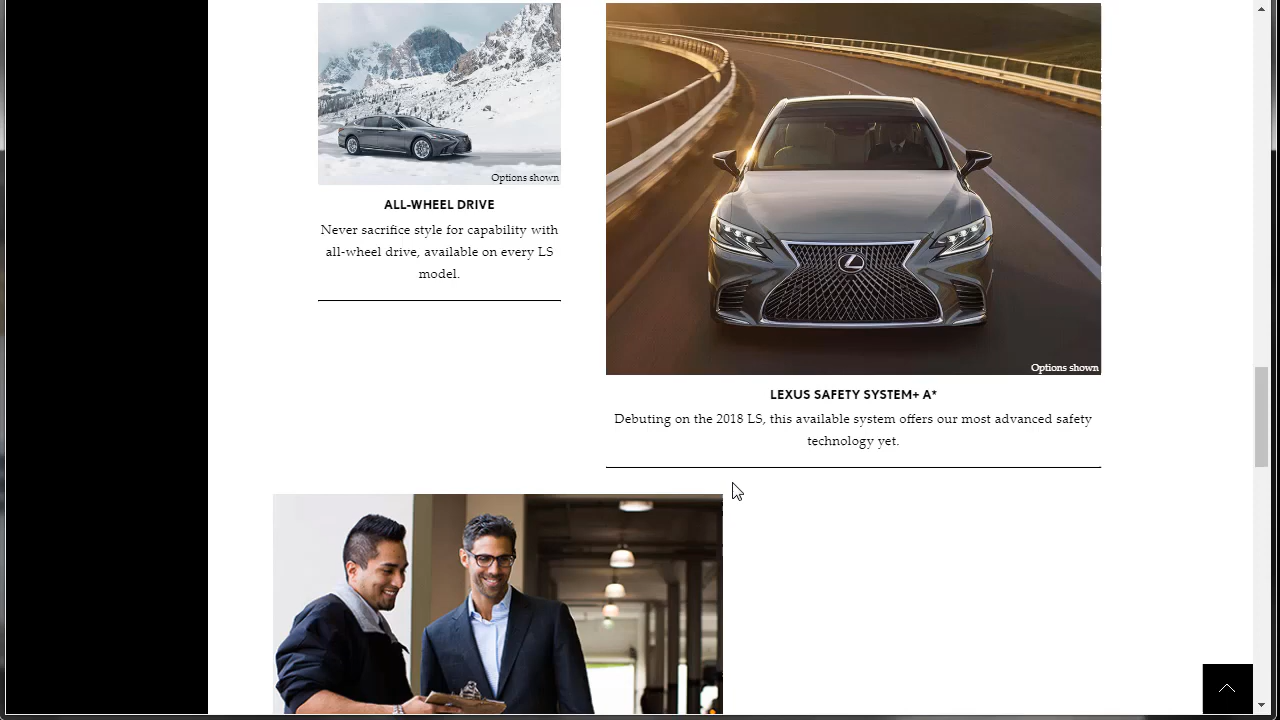 Options shown
ALL-WHEEL DRIVE
Never sacrifice style for capability with
all-wheel drive, available on every LS
model.
Options shown
LEXUS SAFETY SYSTEM+ A*
Debuting on the 2018 LS, this available system offers our most advanced safety
technology yet.